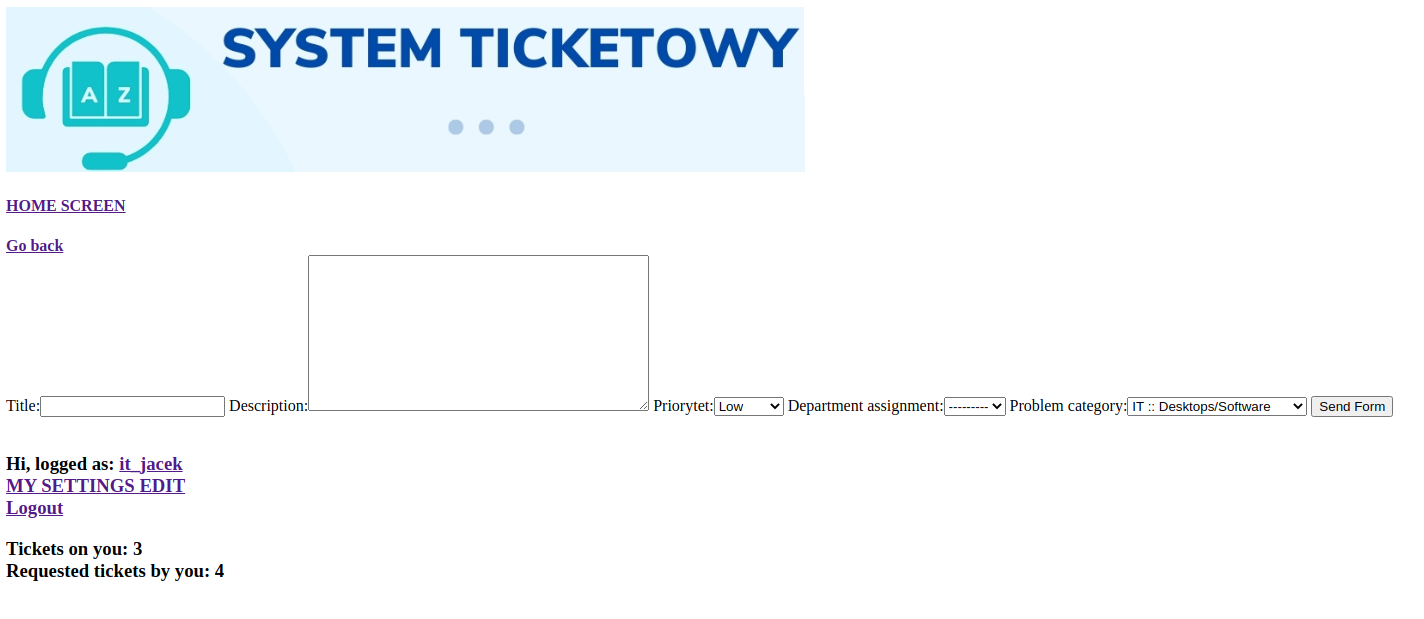 SYSTEM TICKETOWY
A Z
HOME SCREEN
Go back
Title: Description: Priorytet: Low Department assignment: --------- Problem category: IT :: Desktops/Software Send Form
Hi, logged as: it_jacek
MY SETTINGS EDIT
Logout
Tickets on you: 3
Requested tickets by you: 4